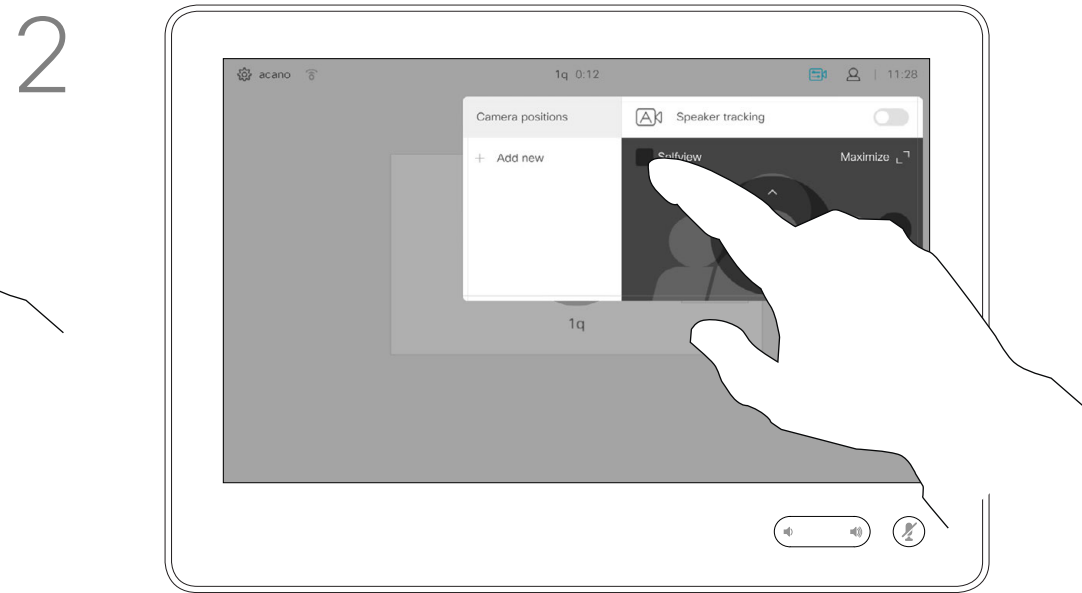 2
acano
1q 0:12
11:28
Camera positions
A
Speaker tracking
+ Add new
Selfview
Maximize
1q